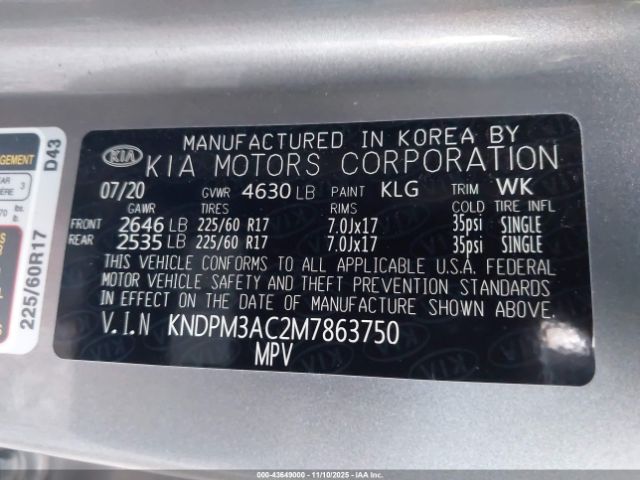 MANUFACTURED IN KOREA BY
KIA KIA MOTORS CORPORATION
07/20 GVWR 4630 LB PAINT KLG TRIM WK
GAWR TIRES RIMS COLD TIRE INFL
FRONT 2646 LB 225/60 R17 7.0Jx17 35psi SINGLE
REAR 2535 LB 225/60 R17 7.0Jx17 35psi SINGLE
THIS VEHICLE CONFORMS TO ALL APPLICABLE U.S.A. FEDERAL
MOTOR VEHICLE SAFETY AND THEFT PREVENTION STANDARDS
IN EFFECT ON THE DATE OF MANUFACTURE SHOWN ABOVE.
V.I.N KNDPM3AC2M7863750
MPV
D43
225/60R17
000-43649000 - 11/10/2025 - COPYRIGHT IAA, LLC.